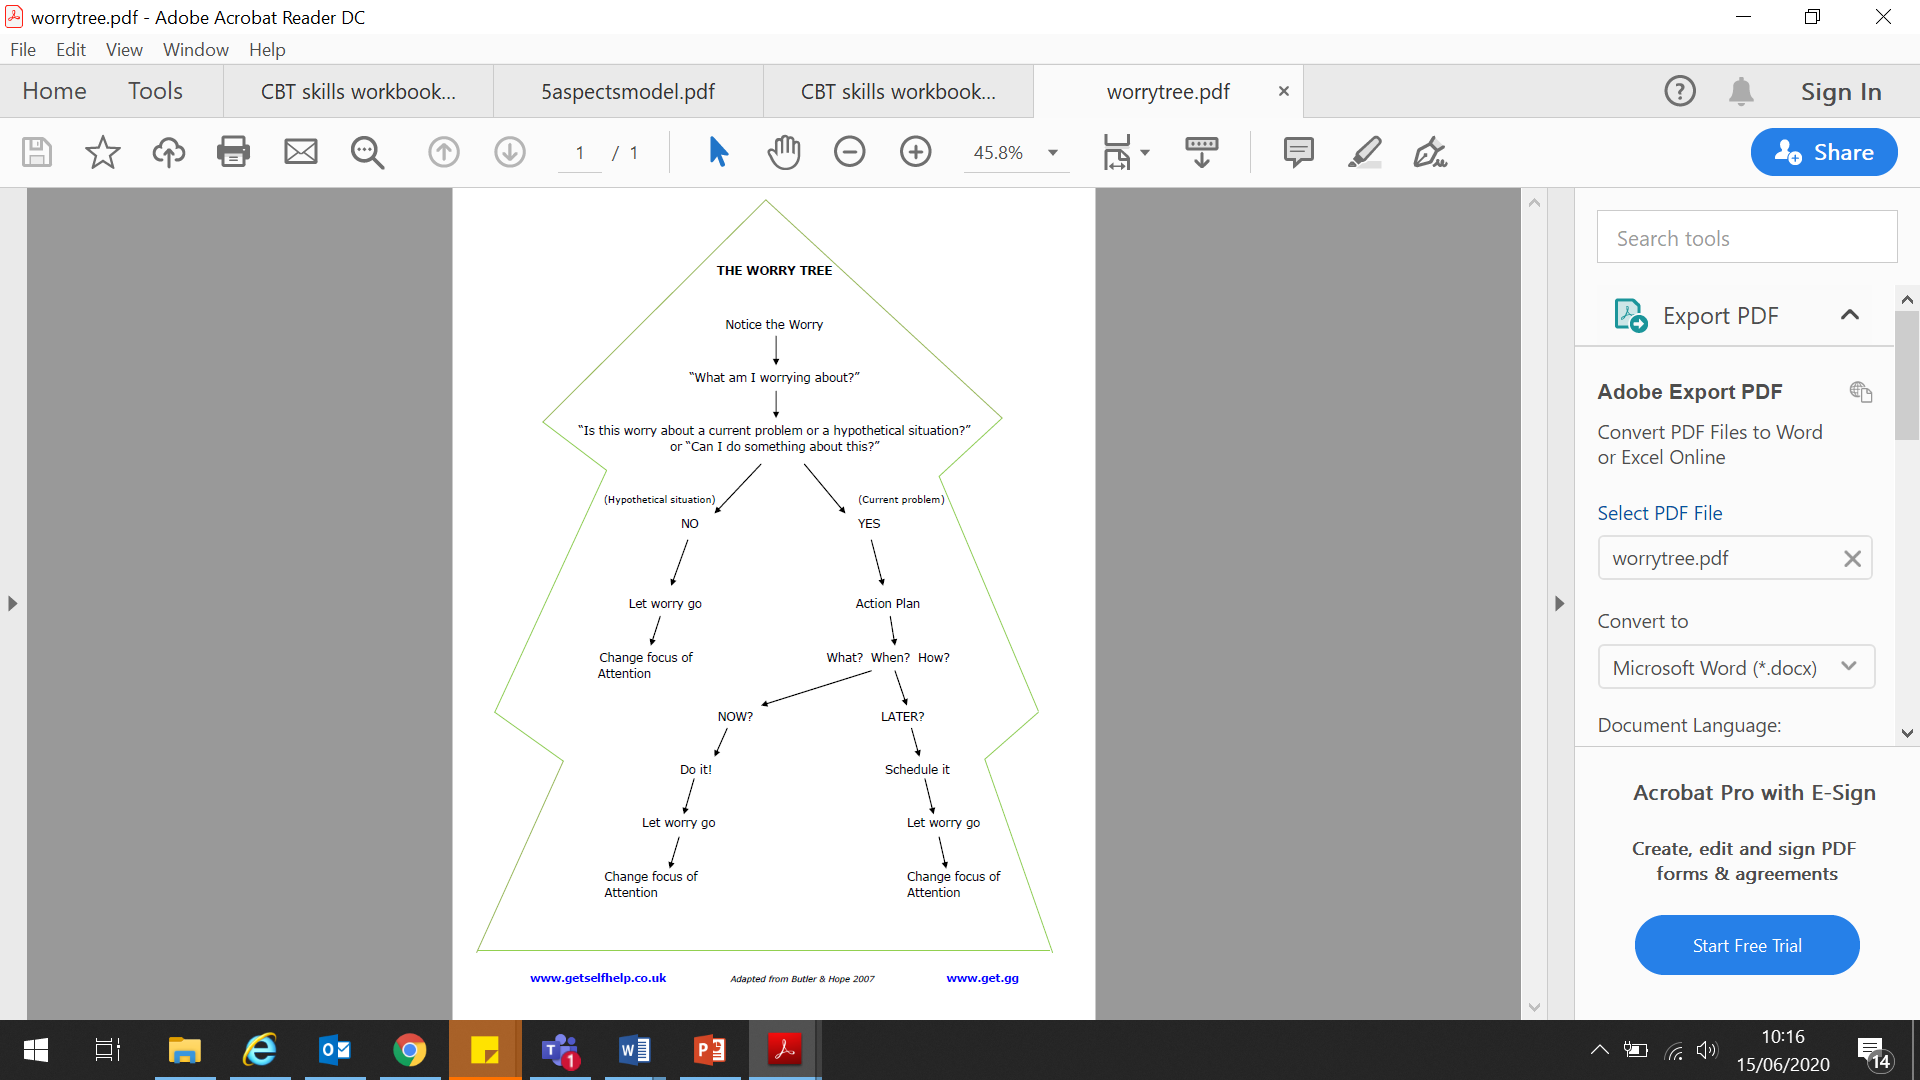 worrytree.pdf - Adobe Acrobat Reader DC
File Edit View Window Help
Home Tools CBT skills workbook... 5aspectsmodel.pdf CBT skills workbook... worrytree.pdf × Sign In
1 / 1 45.8% Share
THE WORRY TREE
Notice the Worry
“What am I worrying about?”
“Is this worry about a current problem or a hypothetical situation?”
or “Can I do something about this?”
(Hypothetical situation) (Current problem)
NO YES
Let worry go Action Plan
Change focus of What? When? How?
Attention
NOW? LATER?
Do it! Schedule it
Let worry go Let worry go
Change focus of Change focus of
Attention Attention
www.getselfhelp.co.uk Adapted from Butler & Hope 2007 www.get.gg
Search tools
Export PDF
Adobe Export PDF
Convert PDF Files to Word
or Excel Online
Select PDF File
worrytree.pdf
Convert to
Microsoft Word (*.docx)
Document Language:
Acrobat Pro with E-Sign
Create, edit and sign PDF
forms & agreements
Start Free Trial
1
10:16
15/06/2020
14